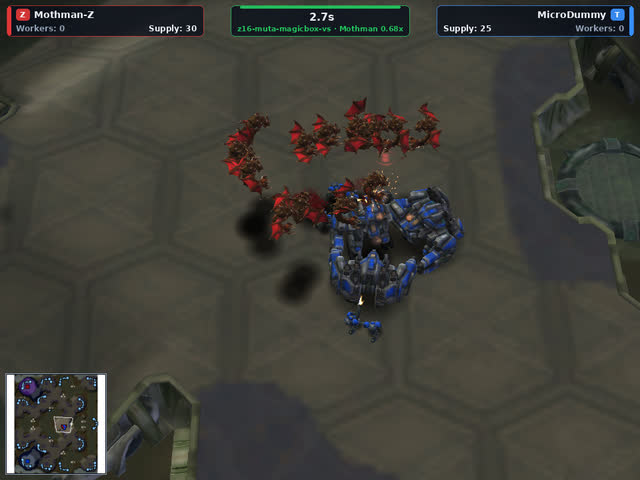 Z Mothman-Z
Workers: 0 Supply: 30
2.7s
z16-muta-magicbox-vs · Mothman 0.68x
MicroDummy T
Supply: 25 Workers: 0